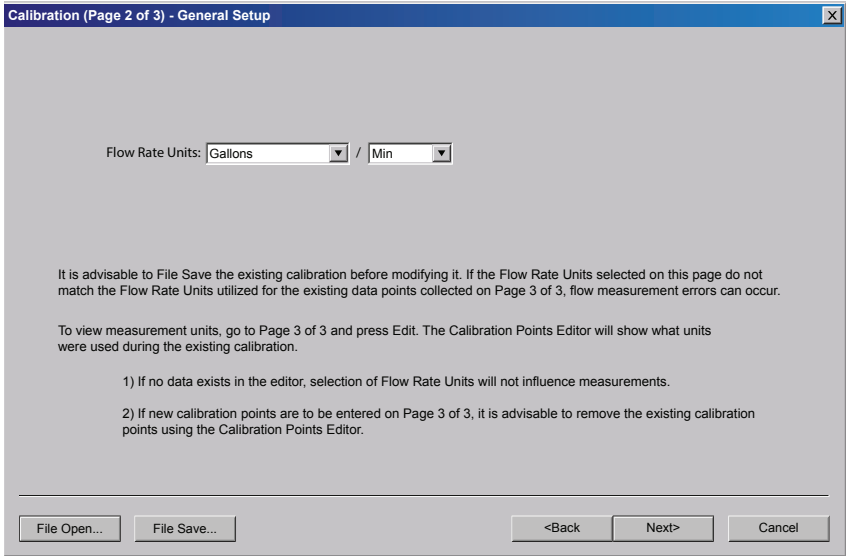 Calibration (Page 2 of 3) - General Setup X
Flow Rate Units: Gallons / Min
It is advisable to File Save the existing calibration before modifying it. If the Flow Rate Units selected on this page do not
match the Flow Rate Units utilized for the existing data points collected on Page 3 of 3, flow measurement errors can occur.
To view measurement units, go to Page 3 of 3 and press Edit. The Calibration Points Editor will show what units
were used during the existing calibration.
1) If no data exists in the editor, selection of Flow Rate Units will not influence measurements.
2) If new calibration points are to be entered on Page 3 of 3, it is advisable to remove the existing calibration
points using the Calibration Points Editor.
File Open... File Save... <Back Next> Cancel